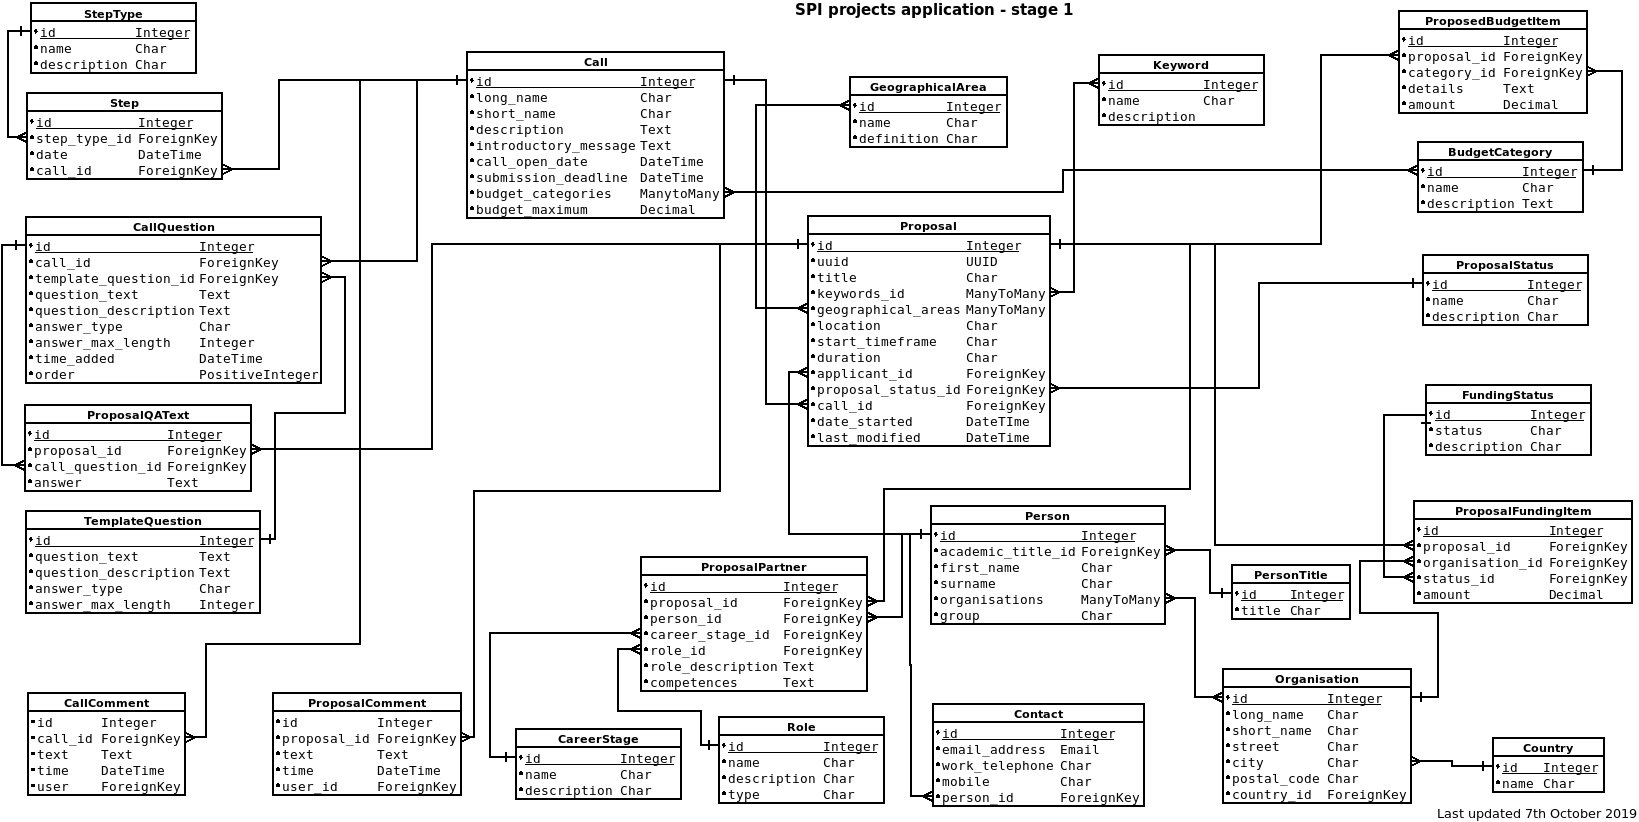 SPI projects application - stage 1
StepType
id Integer
name Char
description Char
Step
id Integer
step_type_id ForeignKey
date DateTime
call_id ForeignKey
Call
id Integer
long_name Char
short_name Char
description Text
introductory_message Text
call_open_date DateTime
submission_deadline DateTime
budget_categories ManytoMany
budget_maximum Decimal
GeographicalArea
id Integer
name Char
definition Char
Keyword
id Integer
name Char
description
ProposedBudgetItem
id Integer
proposal_id ForeignKey
category_id ForeignKey
details Text
amount Decimal
BudgetCategory
id Integer
name Char
description Text
CallQuestion
id Integer
call_id ForeignKey
template_question_id ForeignKey
question_text Text
question_description Text
answer_type Char
answer_max_length Integer
time_added DateTime
order PositiveInteger
Proposal
id Integer
uuid UUID
title Char
keywords_id ManyToMany
geographical_areas ManyToMany
location Char
start_timeframe Char
duration Char
applicant_id ForeignKey
proposal_status_id ForeignKey
call_id ForeignKey
date_started DateTIme
last_modified DateTime
ProposalStatus
id Integer
name Char
description Char
FundingStatus
id Integer
status Char
description Char
ProposalQAText
id Integer
proposal_id ForeignKey
call_question_id ForeignKey
answer Text
TemplateQuestion
id Integer
question_text Text
question_description Text
answer_type Char
answer_max_length Integer
ProposalPartner
id Integer
proposal_id ForeignKey
person_id ForeignKey
career_stage_id ForeignKey
role_id ForeignKey
role_description Text
competences Text
Person
id Integer
academic_title_id ForeignKey
first_name Char
surname Char
organisations ManyToMany
group Char
PersonTitle
id Integer
title Char
ProposalFundingItem
id Integer
proposal_id ForeignKey
organisation_id ForeignKey
status_id ForeignKey
amount Decimal
CallComment
id Integer
call_id ForeignKey
text Text
time DateTime
user ForeignKey
ProposalComment
id Integer
proposal_id ForeignKey
text Text
time DateTime
user_id ForeignKey
CareerStage
id Integer
name Char
description Char
Role
id Integer
name Char
description Char
type Char
Contact
id Integer
email_address Email
work_telephone Char
mobile Char
person_id ForeignKey
Organisation
id Integer
long_name Char
short_name Char
street Char
city Char
postal_code Char
country_id ForeignKey
Country
id Integer
name Char
Last updated 7th October 2019